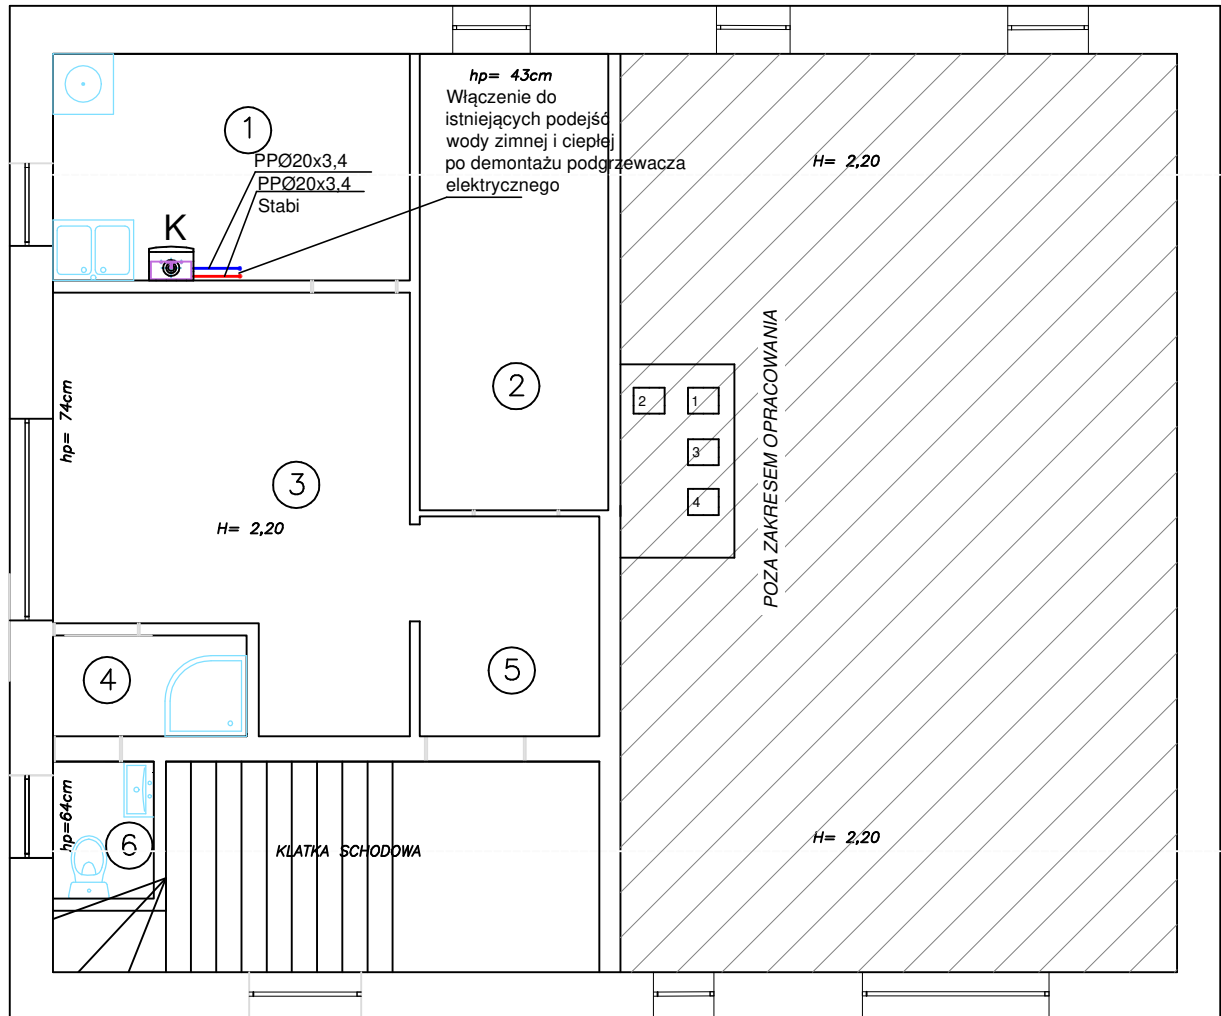 hp= 43cm
Włączenie do
istniejących podejść
wody zimnej i ciepłej
po demontażu podgrzewacza
elektrycznego
1
PPØ20x3,4
PPØ20x3,4
Stabi
K
H= 2,20
2
hp= 74cm
3
H= 2,20
2
1
3
4
POZA ZAKRESEM OPRACOWANIA
4
5
hp=64cm
6
KLATKA SCHODOWA
H= 2,20